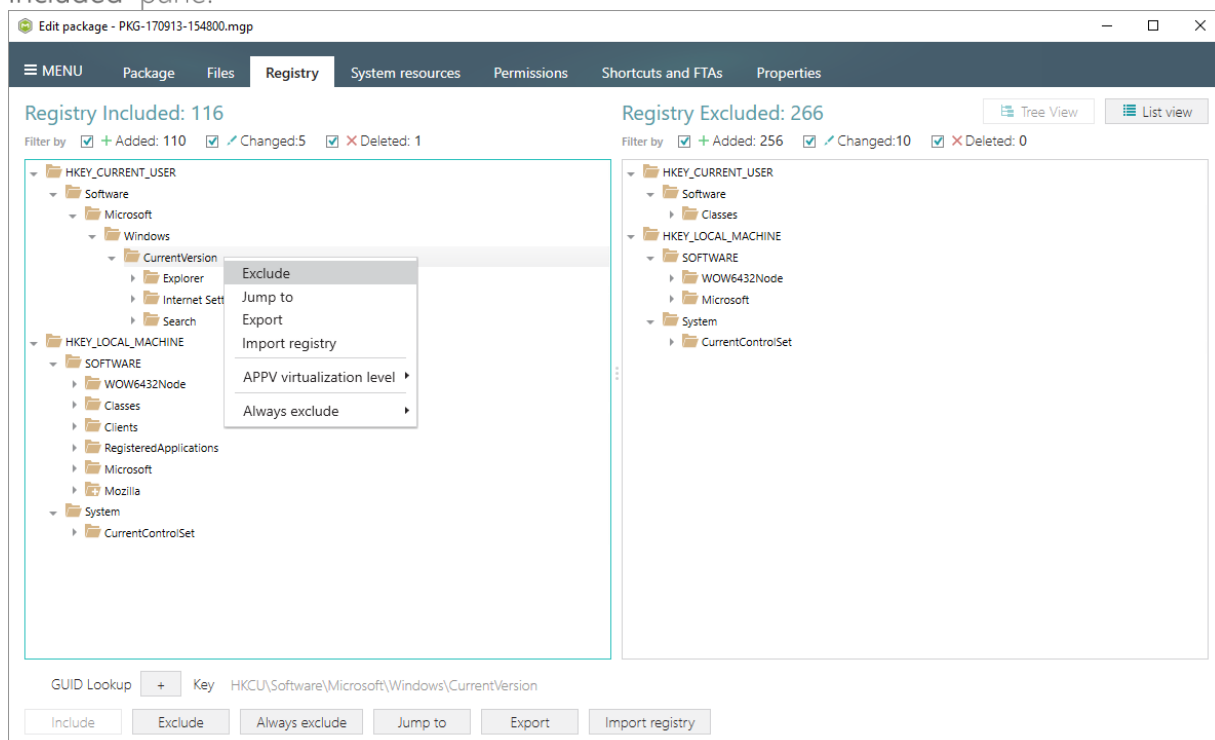 included" pane.
Edit package - PKG-170913-154800.mgp
MENU Package Files Registry System resources Permissions Shortcuts and FTAs Properties
Registry Included: 116
Filter by + Added: 110 Changed:5 Deleted: 1
HKEY_CURRENT_USER
Software
Microsoft
Windows
CurrentVersion
Explorer
Internet Sett
Search
HKEY_LOCAL_MACHINE
SOFTWARE
WOW6432Node
Classes
Clients
RegisteredApplications
Microsoft
Mozilla
System
CurrentControlSet
Exclude
Jump to
Export
Import registry
APPV virtualization level
Always exclude
Registry Excluded: 266
Tree View List view
Filter by + Added: 256 Changed:10 Deleted: 0
HKEY_CURRENT_USER
Software
Classes
HKEY_LOCAL_MACHINE
SOFTWARE
WOW6432Node
Microsoft
System
CurrentControlSet
GUID Lookup + Key HKCU\Software\Microsoft\Windows\CurrentVersion
Include Exclude Always exclude Jump to Export Import registry